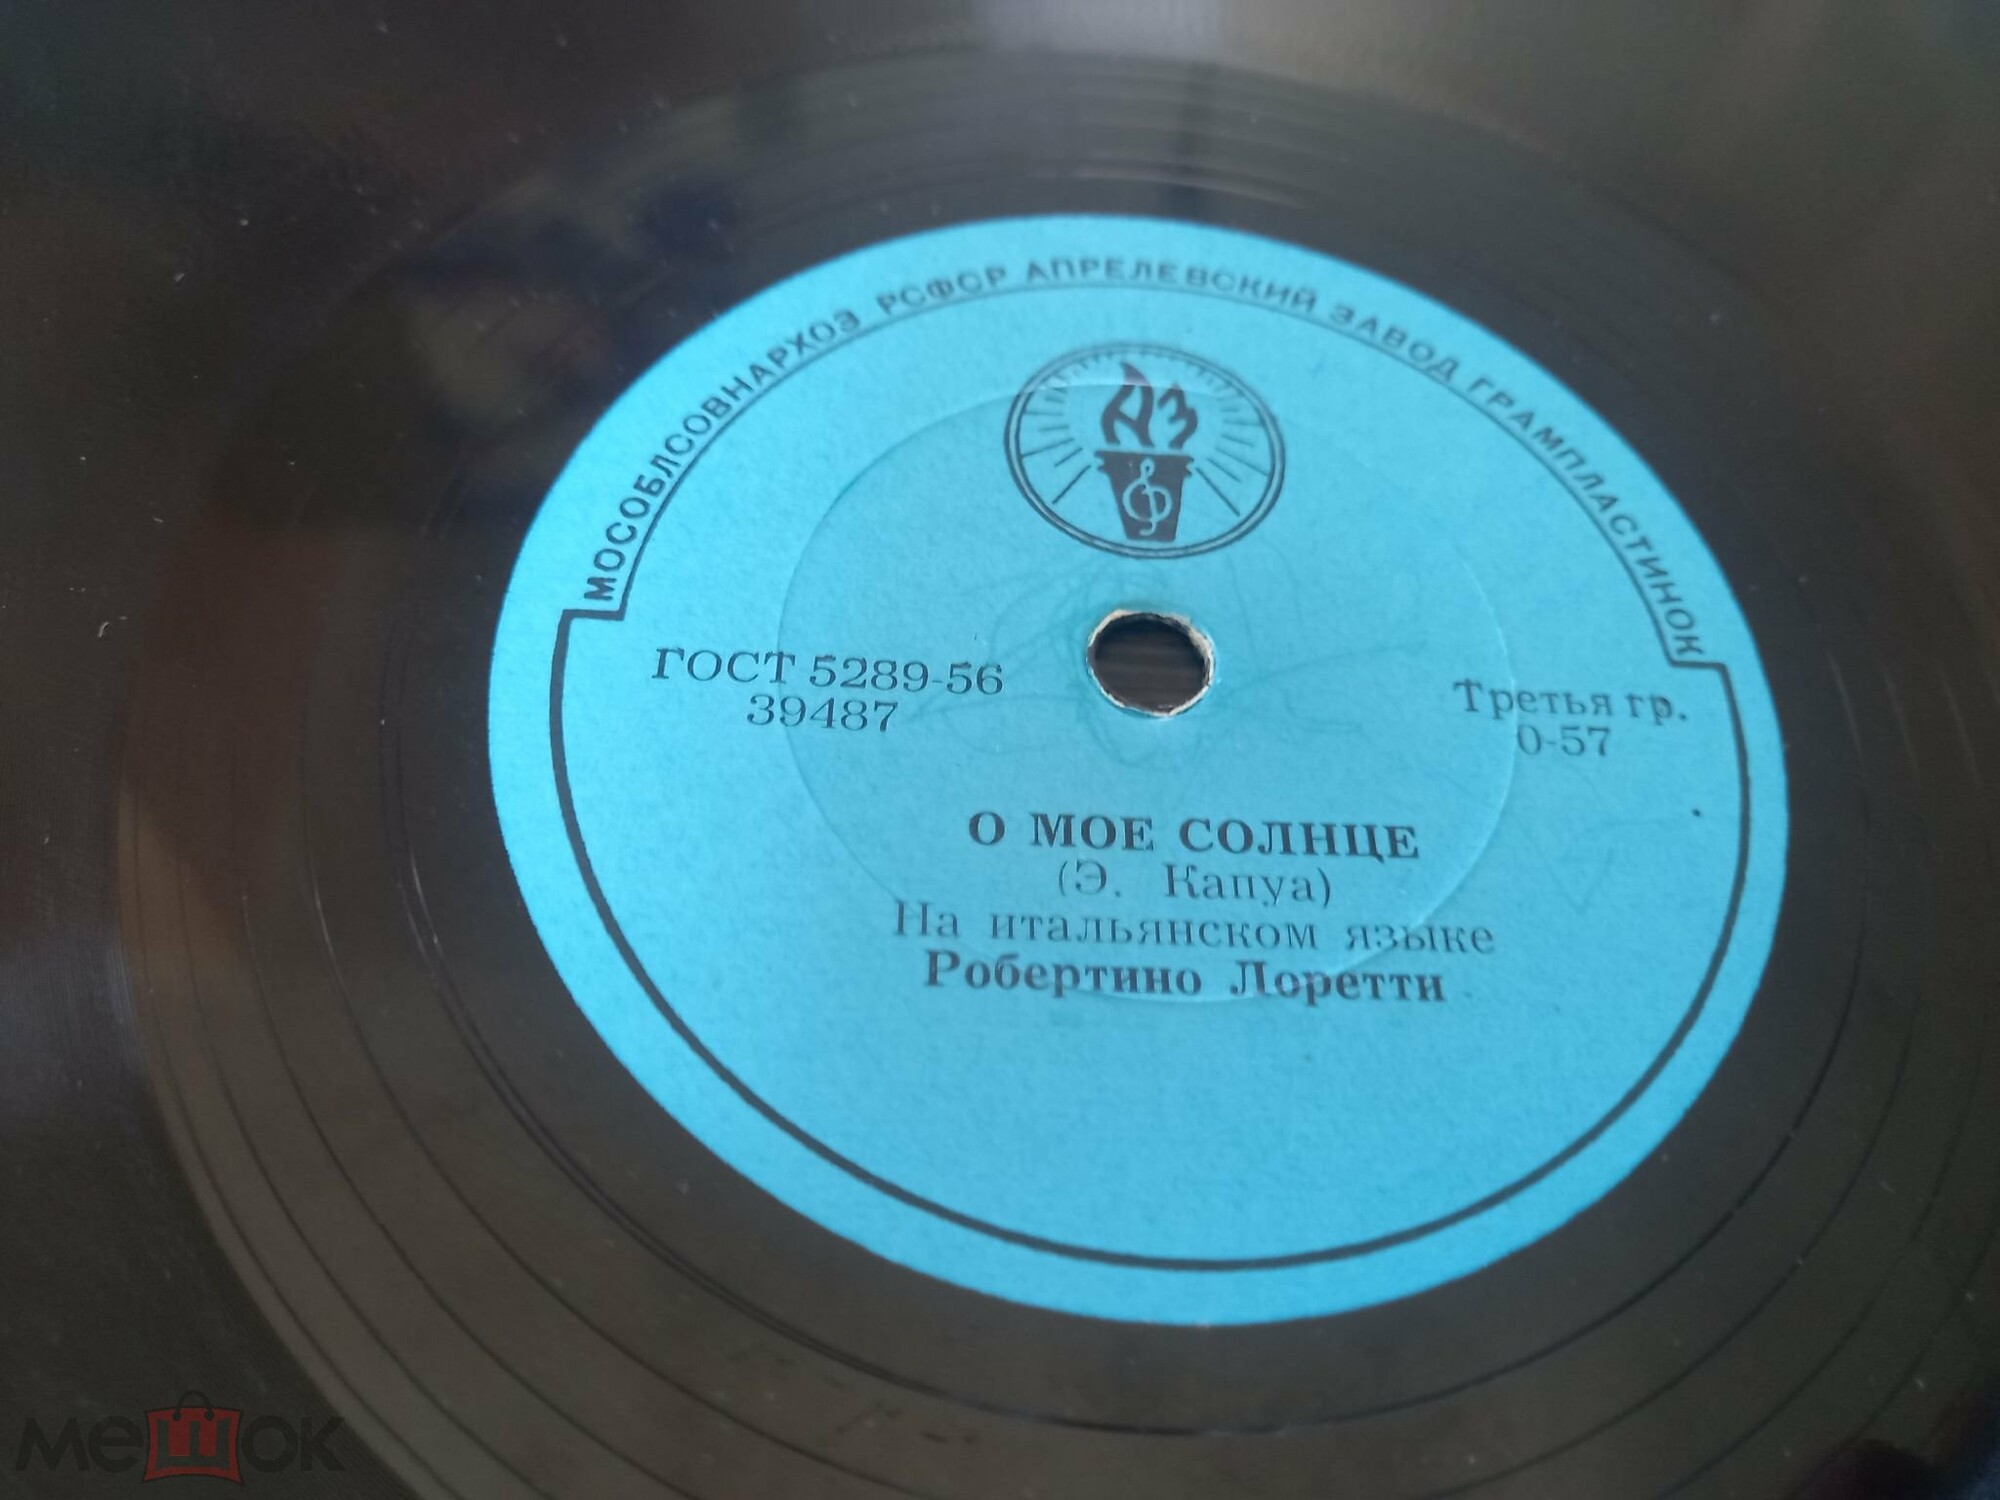 МОСОБЛСОВНАРХОЗ РСФСР АПРЕЛЕВСКИЙ ЗАВОД ГРАМПЛАСТИНОК
АЗ
ГОСТ 5289-56
39487
Третья гр.
0-57
О МОЕ СОЛНЦЕ
(Э. Капуа)
На итальянском языке
Робертино Лоретти
мешок